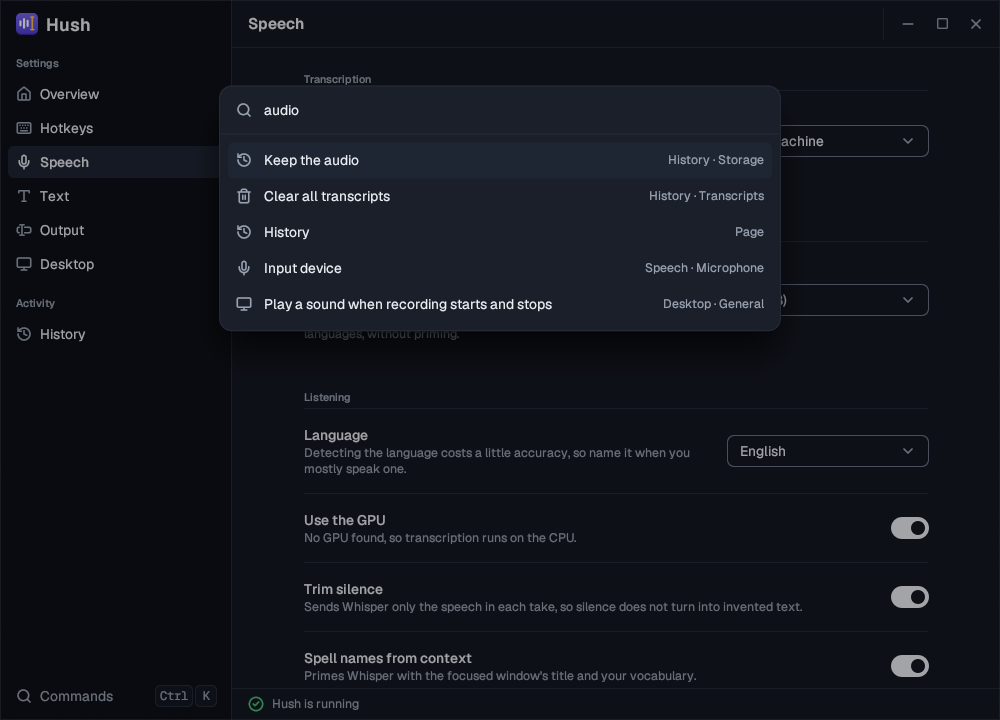 Hush
Speech
Settings
Overview
Hotkeys
Speech
Text
Output
Desktop
Activity
History
Commands
Ctrl K
Transcription
audio
Keep the audio History · Storage
Clear all transcripts History · Transcripts
History Page
Input device Speech · Microphone
Play a sound when recording starts and stops Desktop · General
languages, without priming.
Listening
Language
Detecting the language costs a little accuracy, so name it when you
mostly speak one.
English
Use the GPU
No GPU found, so transcription runs on the CPU.
Trim silence
Sends Whisper only the speech in each take, so silence does not turn into invented text.
Spell names from context
Primes Whisper with the focused window's title and your vocabulary.
Hush is running